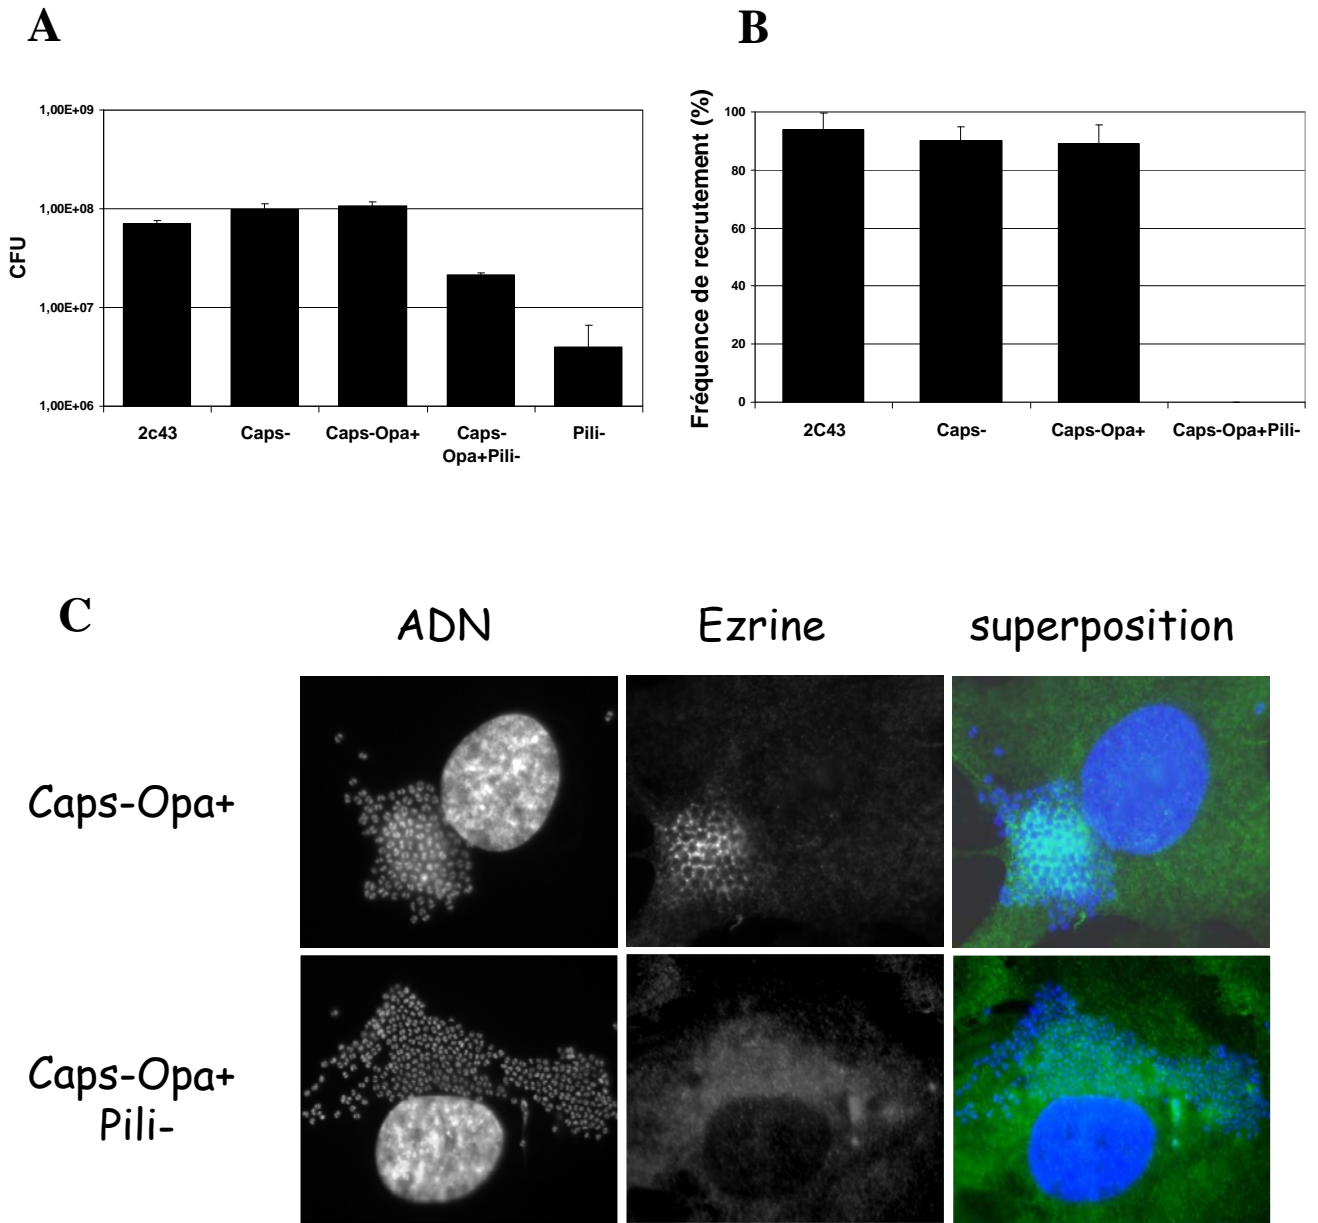 A
B
1,00E+09
1,00E+08
1,00E+07
1,00E+06
CFU
2c43
Caps-
Caps-Opa+
Caps-
Opa+Pili-
Pili-
Fréquence de recrutement (%)
100
80
60
40
20
0
2C43
Caps-
Caps-Opa+
Caps-Opa+Pili-
C
ADN
Ezrine
superposition
Caps-Opa+
Caps-Opa+
Pili-